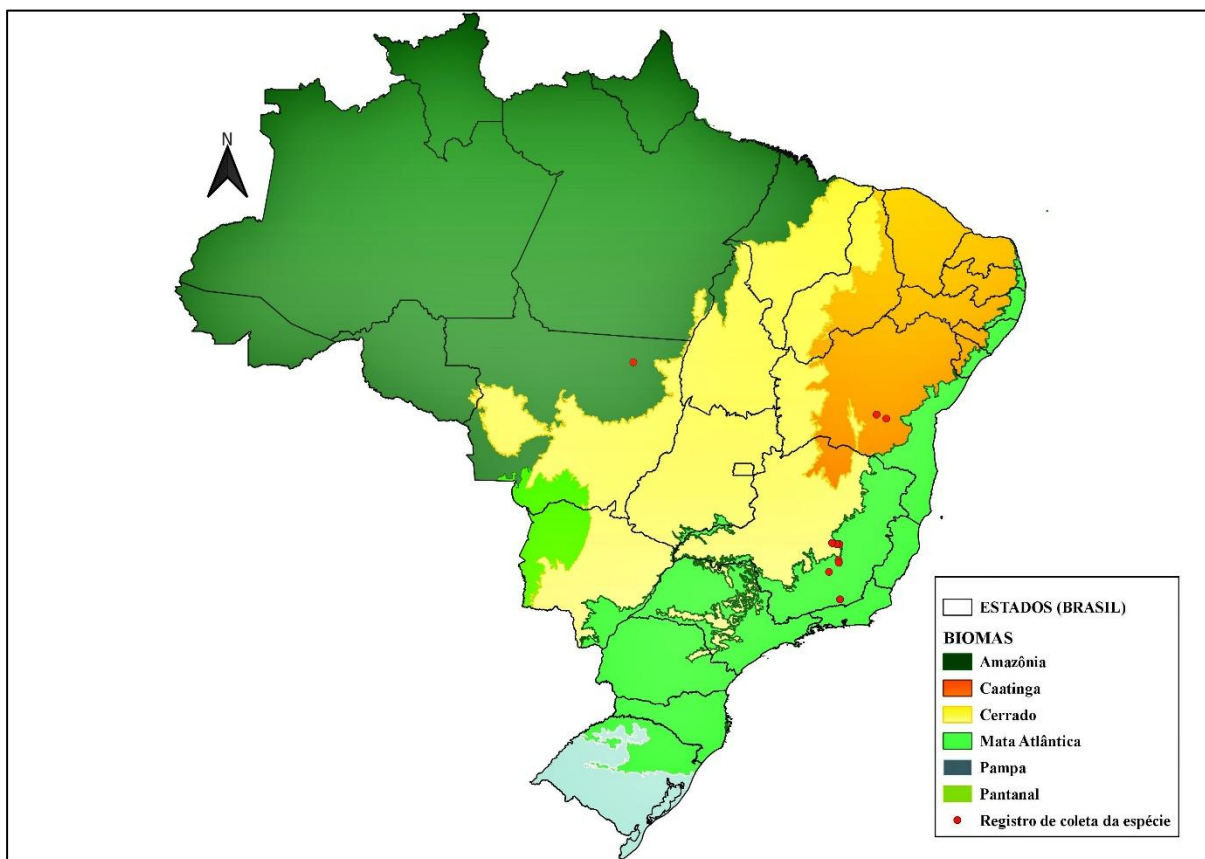 N
ESTADOS (BRASIL)
BIOMAS
Amazônia
Caatinga
Cerrado
Mata Atlântica
Pampa
Pantanal
Registro de coleta da espécie